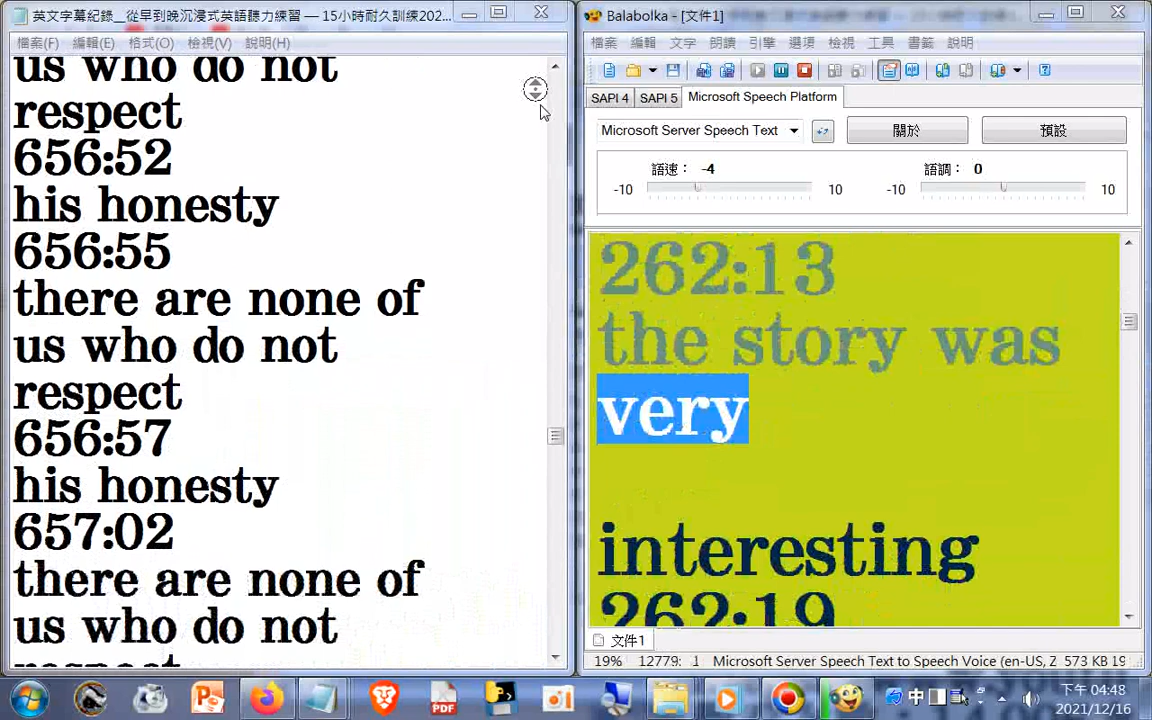 英文字幕紀錄__從早到晚沉浸式英語聽力練習 — 15小時耐久訓練202...
檔案(F) 編輯(E) 格式(O) 檢視(V) 說明(H)
us who do not
respect
656:52
his honesty
656:55
there are none of
us who do not
respect
656:57
his honesty
657:02
there are none of
us who do not
respect
Balabolka - [文件1]
檔案 編輯 文字 朗讀 引擎 選項 檢視 工具 書籤 說明
SAPI 4 SAPI 5 Microsoft Speech Platform
Microsoft Server Speech Text 關於 預設
語速： -4 語調： 0
-10 10 -10 10
262:13
the story was
very
interesting
262:19
文件1
19% 12779: 1 Microsoft Server Speech Text to Speech Voice (en-US, Z 573 KB 19
PDF
中
下午 04:48
2021/12/16